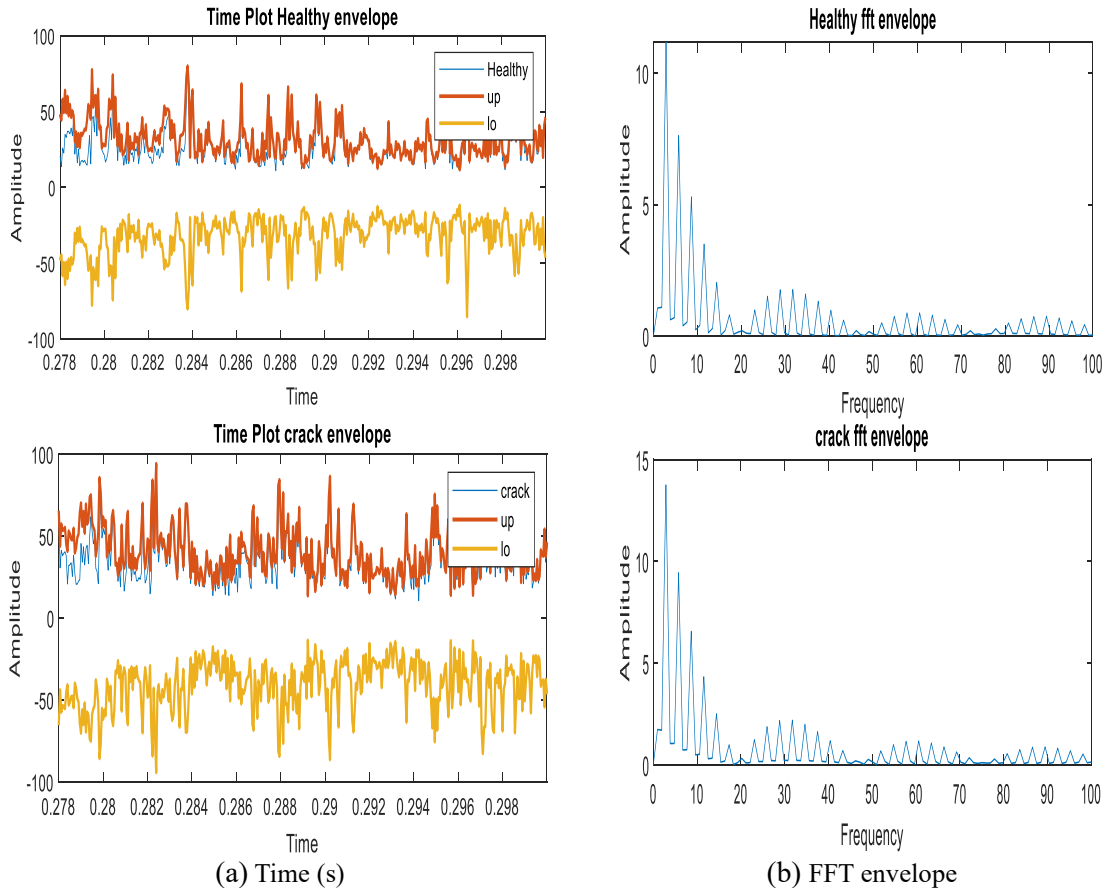 Time Plot Healthy envelope
Amplitude
100
50
0
-50
-100
Healthy
up
lo
0.278 0.28 0.282 0.284 0.286 0.288 0.29 0.292 0.294 0.296 0.298
Time
Healthy fft envelope
Amplitude
10
5
0
0 10 20 30 40 50 60 70 80 90 100
Frequency
Time Plot crack envelope
Amplitude
100
50
0
-50
-100
crack
up
lo
0.278 0.28 0.282 0.284 0.286 0.288 0.29 0.292 0.294 0.296 0.298
Time
crack fft envelope
Amplitude
15
10
5
0
0 10 20 30 40 50 60 70 80 90 100
Frequency
(a) Time (s)
(b) FFT envelope